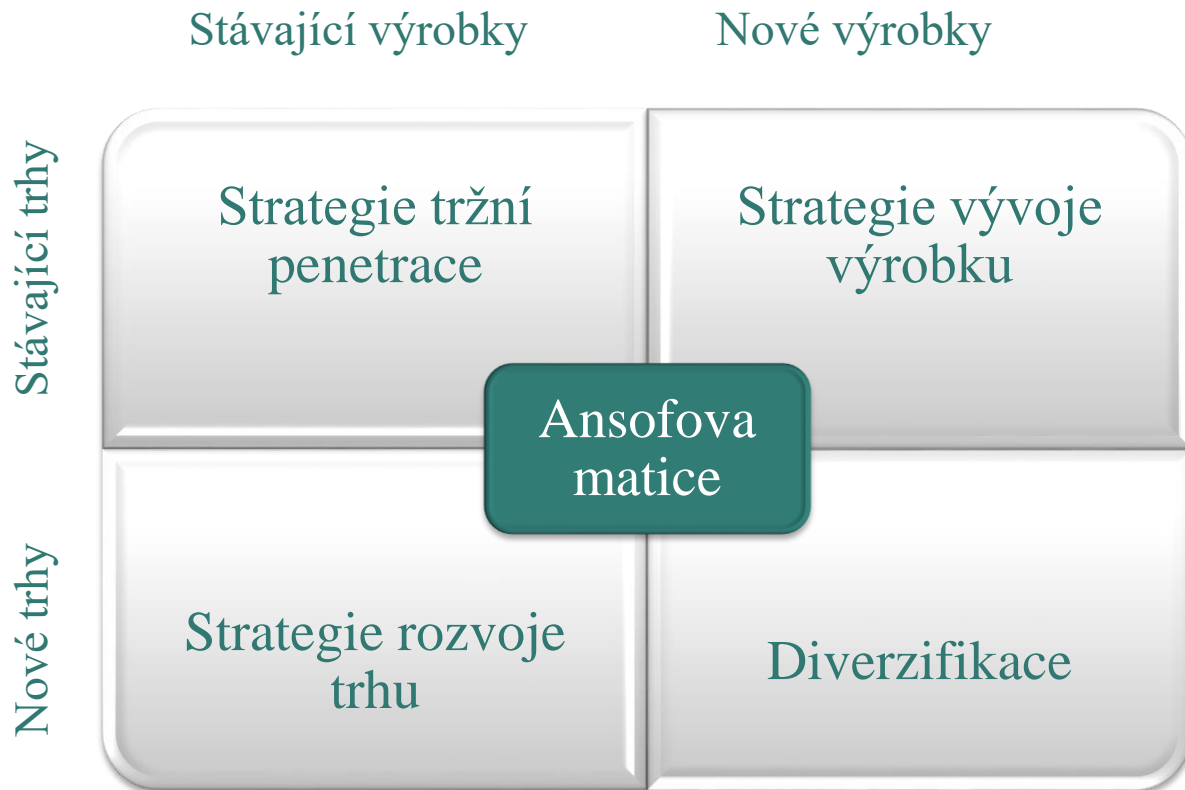 Stávající výrobky
Nové výrobky
Stávající trhy
Strategie tržní
penetrace
Strategie vývoje
výrobku
Ansofova
matice
Nové trhy
Strategie rozvoje
trhu
Diverzifikace